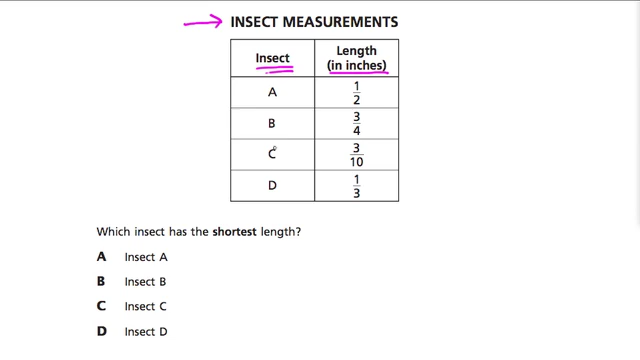 INSECT MEASUREMENTS
Insect Length (in inches)
A 1/2
B 3/4
C 3/10
D 1/3
Which insect has the shortest length?
A Insect A
B Insect B
C Insect C
D Insect D